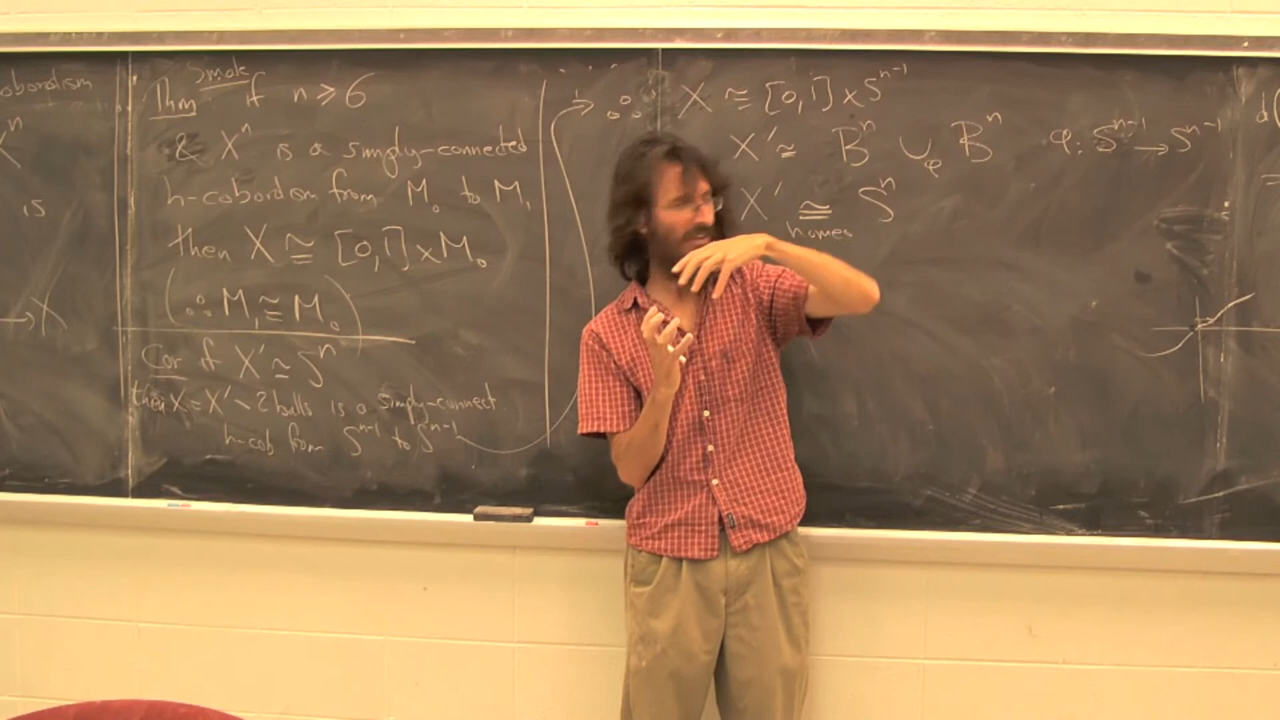 obordism
X^n
is
→X
Thm Smale if n ≥ 6
& X^n is a simply-connected
h-cobordism from M₀ to M₁
then X ≅ [0,1] × M₀
(∴ M₁ ≅ M₀)
Cor if X' ≃ S^n
then X = X' \ 2 balls is a simply-connect.
h-cob from S^{n-1} to S^{n-1}
∴ X ≅ [0,1] × S^{n-1}
X' ≅ B^n ∪_φ B^n φ: S^{n-1} → S^{n-1}
X' ≅ S^n
homeo
d(